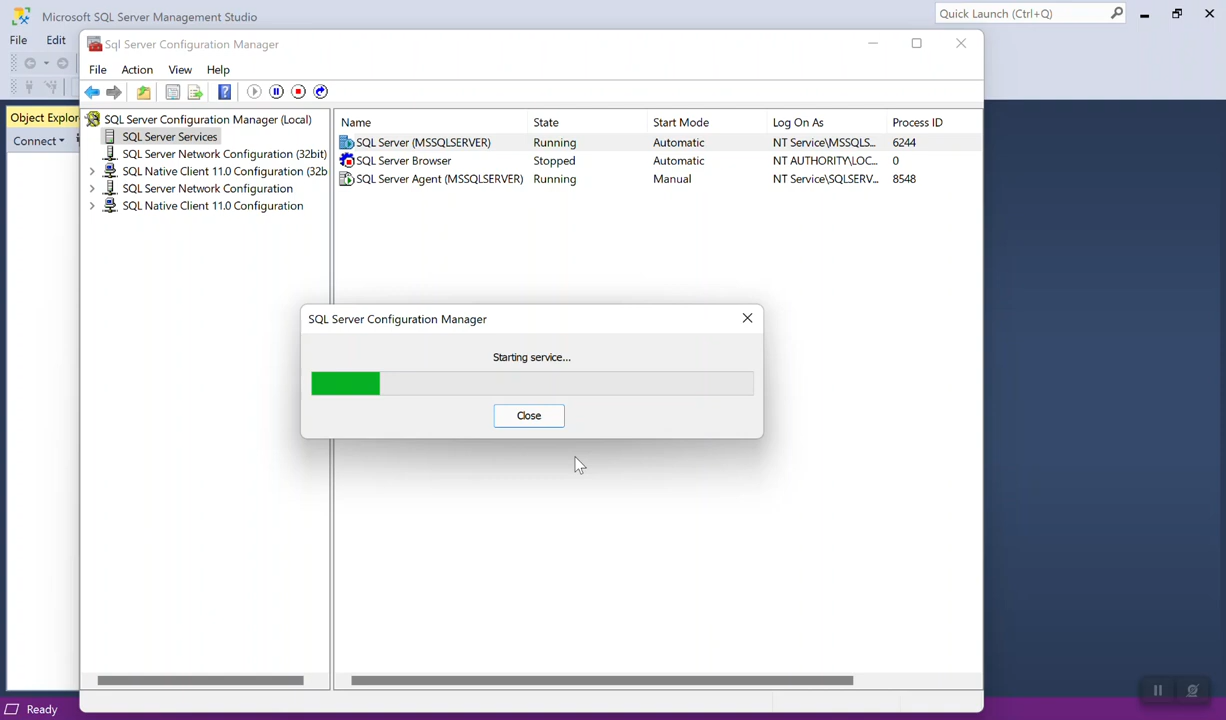 Microsoft SQL Server Management Studio
Quick Launch (Ctrl+Q)
File Edit
Sql Server Configuration Manager
File Action View Help
Object Explor
Connect
SQL Server Configuration Manager (Local)
SQL Server Services
SQL Server Network Configuration (32bit)
SQL Native Client 11.0 Configuration (32b
SQL Server Network Configuration
SQL Native Client 11.0 Configuration
Name State Start Mode Log On As Process ID
SQL Server (MSSQLSERVER) Running Automatic NT Service\MSSQLS... 6244
SQL Server Browser Stopped Automatic NT AUTHORITY\LOC... 0
SQL Server Agent (MSSQLSERVER) Running Manual NT Service\SQLSERV... 8548
SQL Server Configuration Manager
Starting service...
Close
Ready